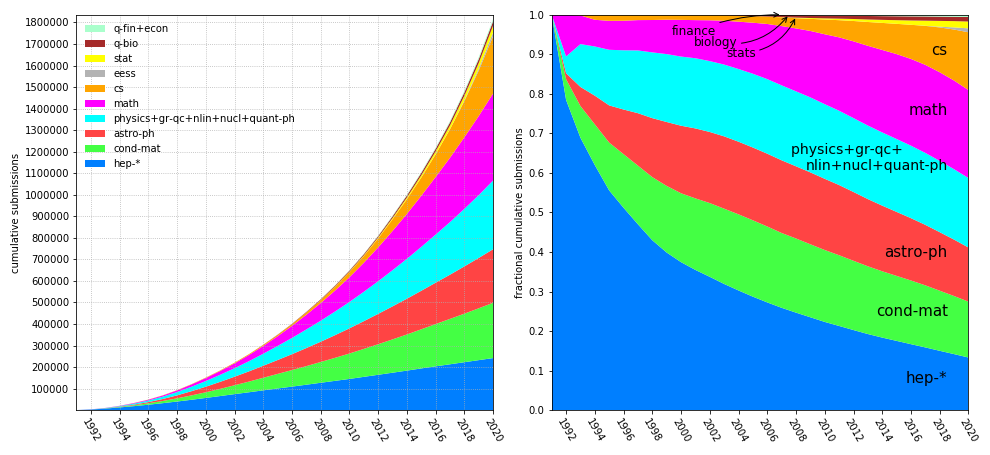 cumulative submissions
1800000
1700000
1600000
1500000
1400000
1300000
1200000
1100000
1000000
900000
800000
700000
600000
500000
400000
300000
200000
100000
q-fin+econ
q-bio
stat
eess
cs
math
physics+gr-qc+nlin+nucl+quant-ph
astro-ph
cond-mat
hep-*
1992
1994
1996
1998
2000
2002
2004
2006
2008
2010
2012
2014
2016
2018
2020
fractional cumulative submissions
1.0
0.9
0.8
0.7
0.6
0.5
0.4
0.3
0.2
0.1
0.0
finance
biology
stats
cs
math
physics+gr-qc+
nlin+nucl+quant-ph
astro-ph
cond-mat
hep-*
1992
1994
1996
1998
2000
2002
2004
2006
2008
2010
2012
2014
2016
2018
2020